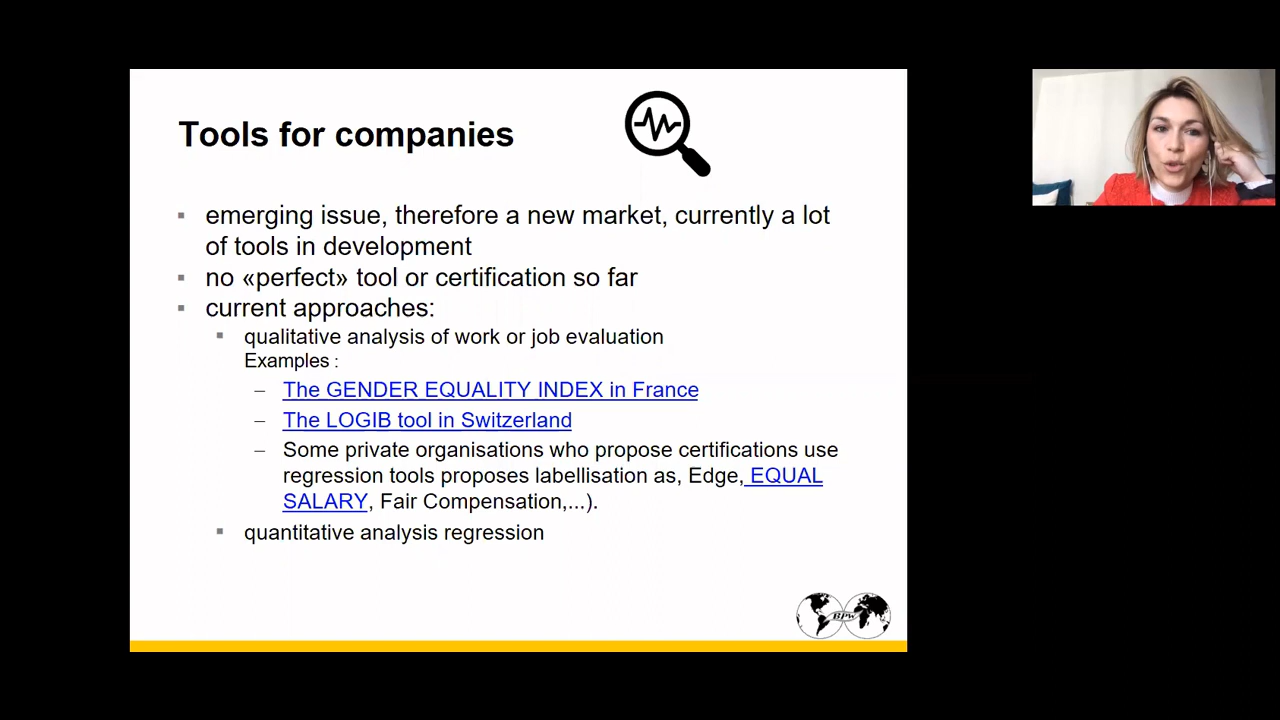 Tools for companies
emerging issue, therefore a new market, currently a lot
of tools in development
no «perfect» tool or certification so far
current approaches:
qualitative analysis of work or job evaluation
Examples :
– The GENDER EQUALITY INDEX in France
– The LOGIB tool in Switzerland
– Some private organisations who propose certifications use
regression tools proposes labellisation as, Edge, EQUAL
SALARY, Fair Compensation,...).
quantitative analysis regression
BPW